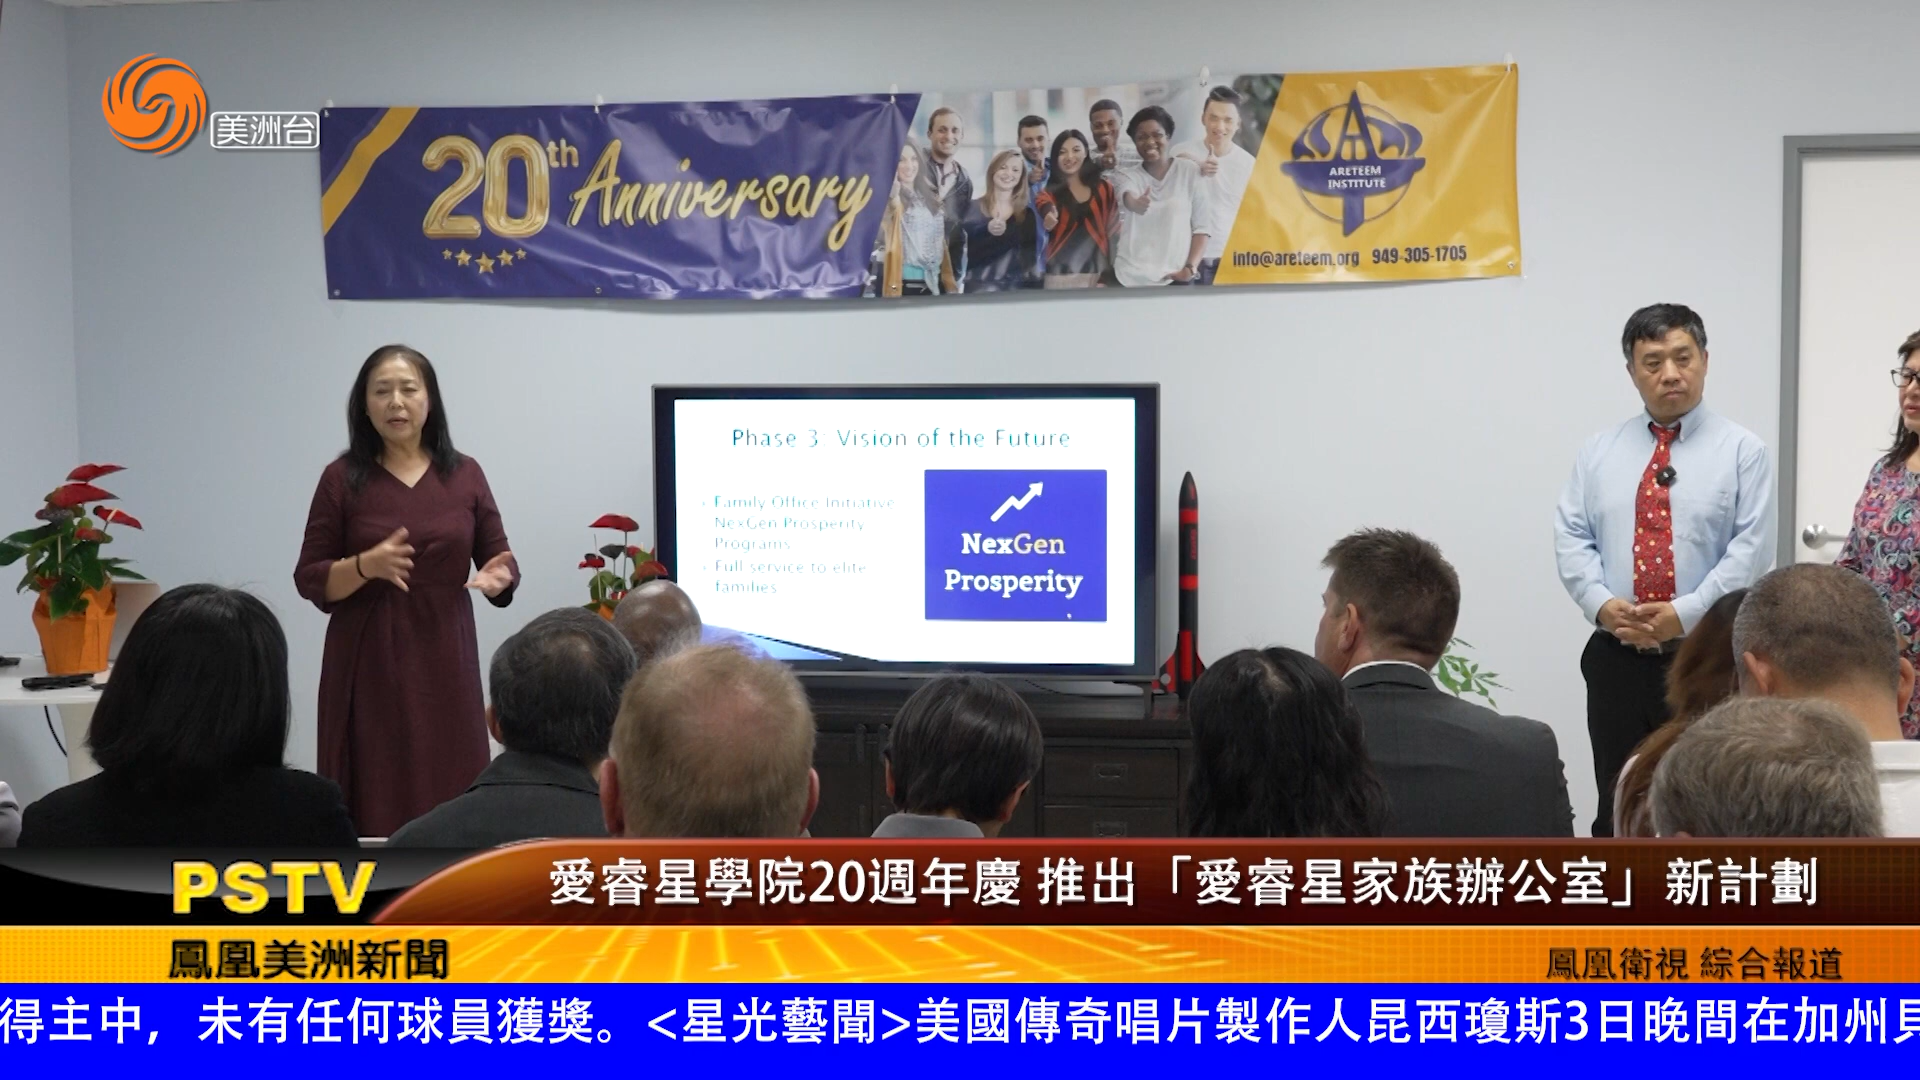 美洲台
20th Anniversary
ARETEEM
INSTITUTE
info@areteem.org 949-305-1705
Phase 3: Vision of the Future
Family Office Initiative
NexGen Prosperity
Programs
Full service to elite
families
NexGen
Prosperity
PSTV
愛睿星學院20週年慶 推出「愛睿星家族辦公室」新計劃
鳳凰美洲新聞
鳳凰衛視 綜合報道
得主中，未有任何球員獲獎。<星光藝聞>美國傳奇唱片製作人昆西瓊斯3日晚間在加州貝